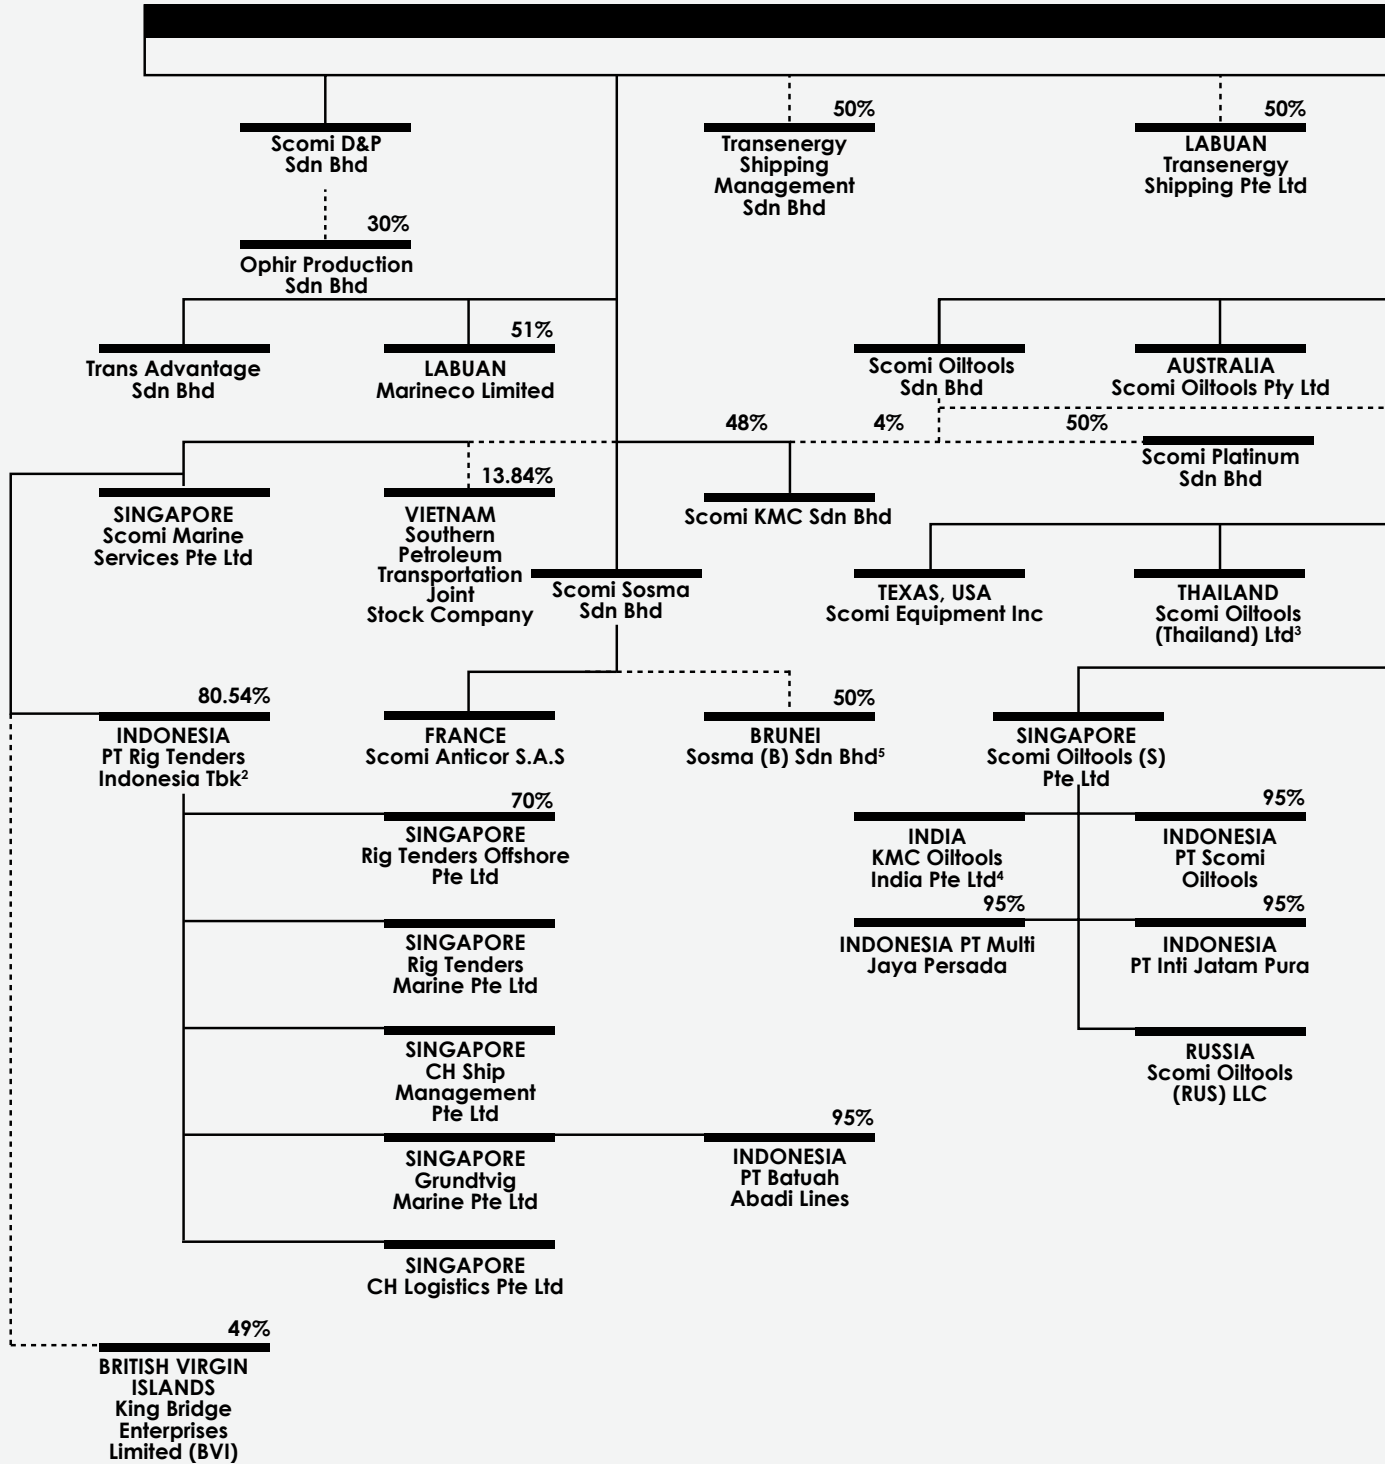 50%
50%
Scomi D&P
Sdn Bhd
Transenergy
Shipping
Management
Sdn Bhd
LABUAN
Transenergy
Shipping Pte Ltd
30%
Ophir Production
Sdn Bhd
51%
Trans Advantage
Sdn Bhd
LABUAN
Marineco Limited
Scomi Oiltools
Sdn Bhd
AUSTRALIA
Scomi Oiltools Pty Ltd
48%
4%
50%
Scomi Platinum
Sdn Bhd
13.84%
SINGAPORE
Scomi Marine
Services Pte Ltd
VIETNAM
Southern
Petroleum
Transportation
Joint
Stock Company
Scomi KMC Sdn Bhd
Scomi Sosma
Sdn Bhd
TEXAS, USA
Scomi Equipment Inc
THAILAND
Scomi Oiltools
(Thailand) Ltd³
80.54%
50%
INDONESIA
PT Rig Tenders
Indonesia Tbk²
FRANCE
Scomi Anticor S.A.S
BRUNEI
Sosma (B) Sdn Bhd⁵
SINGAPORE
Scomi Oiltools (S)
Pte Ltd
70%
95%
SINGAPORE
Rig Tenders Offshore
Pte Ltd
INDIA
KMC Oiltools
India Pte Ltd⁴
INDONESIA
PT Scomi
Oiltools
95%
95%
SINGAPORE
Rig Tenders
Marine Pte Ltd
INDONESIA PT Multi
Jaya Persada
INDONESIA
PT Inti Jatam Pura
SINGAPORE
CH Ship
Management
Pte Ltd
RUSSIA
Scomi Oiltools
(RUS) LLC
95%
SINGAPORE
Grundtvig
Marine Pte Ltd
INDONESIA
PT Batuah
Abadi Lines
SINGAPORE
CH Logistics Pte Ltd
49%
BRITISH VIRGIN
ISLANDS
King Bridge
Enterprises
Limited (BVI)